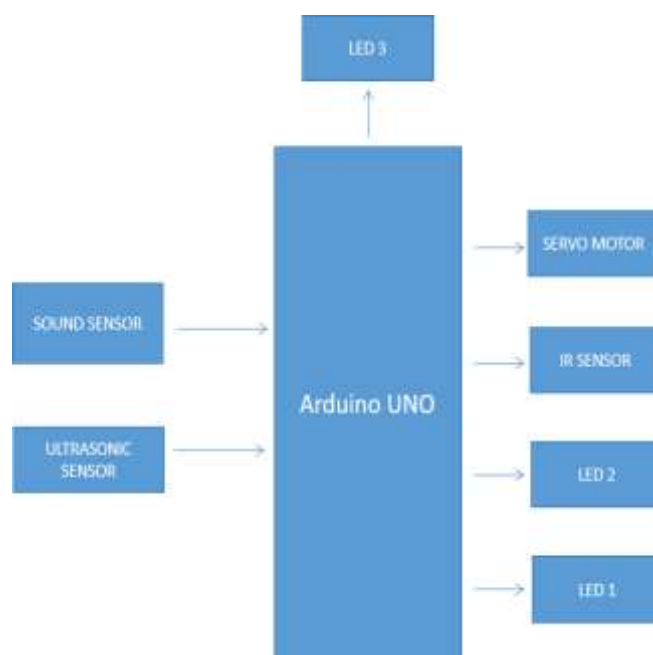 LED 3
SERVO MOTOR
SOUND SENSOR
IR SENSOR
Arduino UNO
ULTRASONIC
SENSOR
LED 2
LED 1